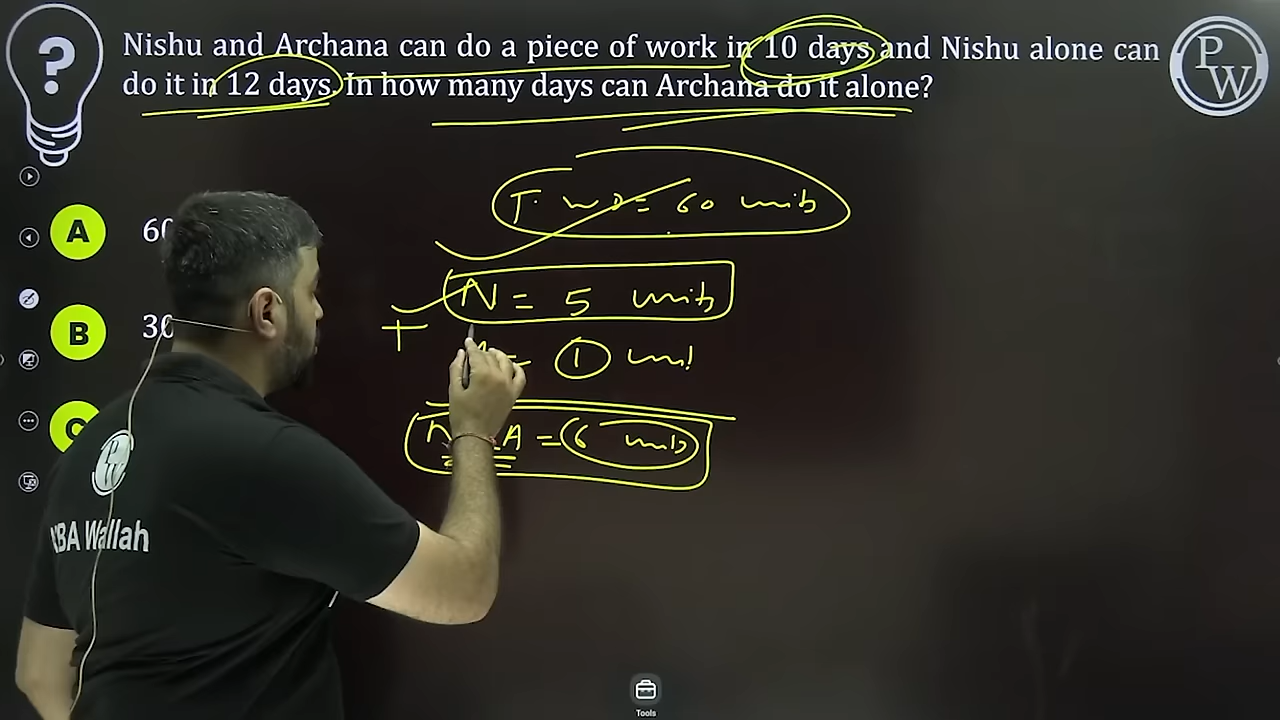 Nishu and Archana can do a piece of work in 10 days and Nishu alone can
do it in 12 days. In how many days can Archana do it alone?
PW
A 60
B 30
C
T. WD = 60 units
N = 5 units
+
= 1 unit
A = 6 units
MBA Wallah
Tools